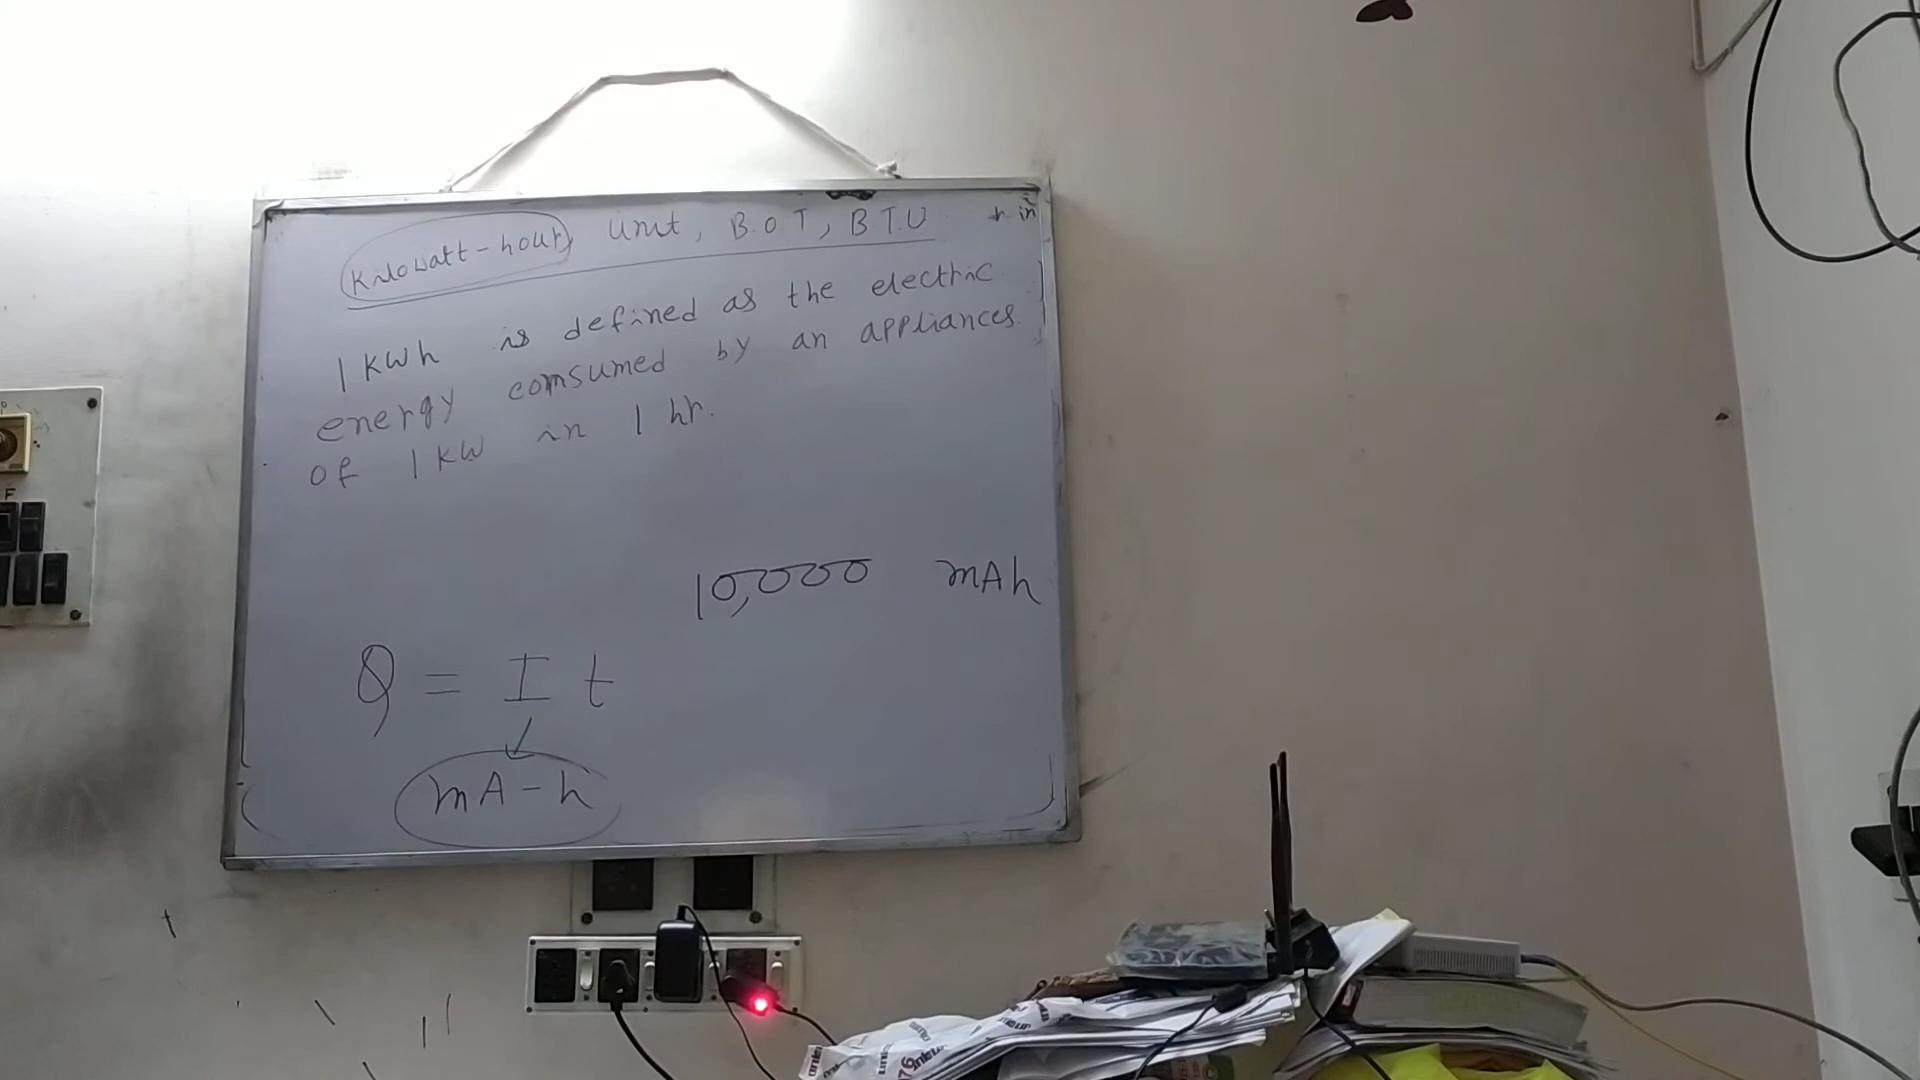 Kilowatt-hour, Unit, B.O.T, B.T.U
1 kWh is defined as the electric
energy comsumed by an appliances
of 1 kW in 1 hr.
10,000 mAh
Q = I t
mA-h
F